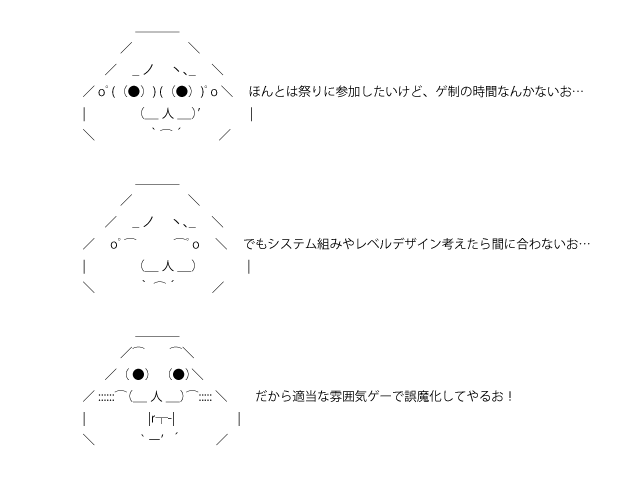 ほんとは祭りに参加したいけど、ゲ制の時間なんかないお…
でもシステム組みやレベルデザイン考えたら間に合わないお…
だから適当な雰囲気ゲーで誤魔化してやるお！